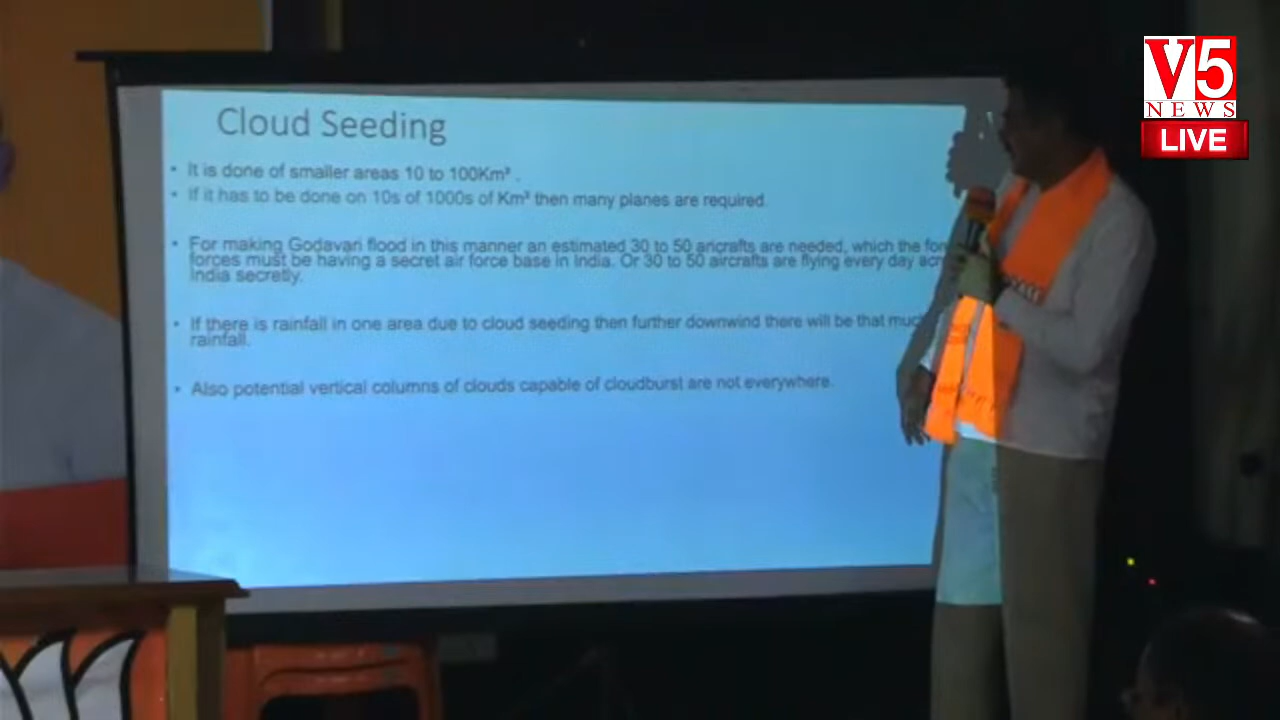 V5
NEWS
LIVE
Cloud Seeding
• It is done of smaller areas 10 to 100Km² .
• If it has to be done on 10s of 1000s of Km² then many planes are required.
• For making Godavari flood in this manner an estimated 30 to 50 aricrafts are needed, which the
forces must be having a secret air force base in India. Or 30 to 50 aircrafts are flying every day
India secretly.
• If there is rainfall in one area due to cloud seeding then further downwind there will be that
rainfall.
• Also potential vertical columns of clouds capable of cloudburst are not everywhere.